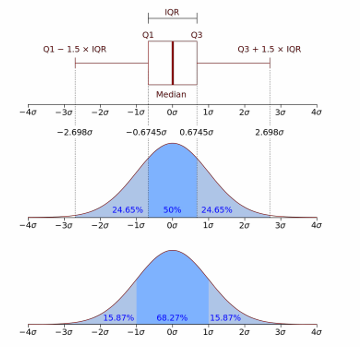 IQR
Q1 Q3
Q1 − 1.5 × IQR Q3 + 1.5 × IQR
Median
−4σ −3σ −2σ −1σ 0σ 1σ 2σ 3σ 4σ
−2.698σ −0.6745σ 0.6745σ 2.698σ
24.65% 50% 24.65%
−4σ −3σ −2σ −1σ 0σ 1σ 2σ 3σ 4σ
15.87% 68.27% 15.87%
−4σ −3σ −2σ −1σ 0σ 1σ 2σ 3σ 4σ